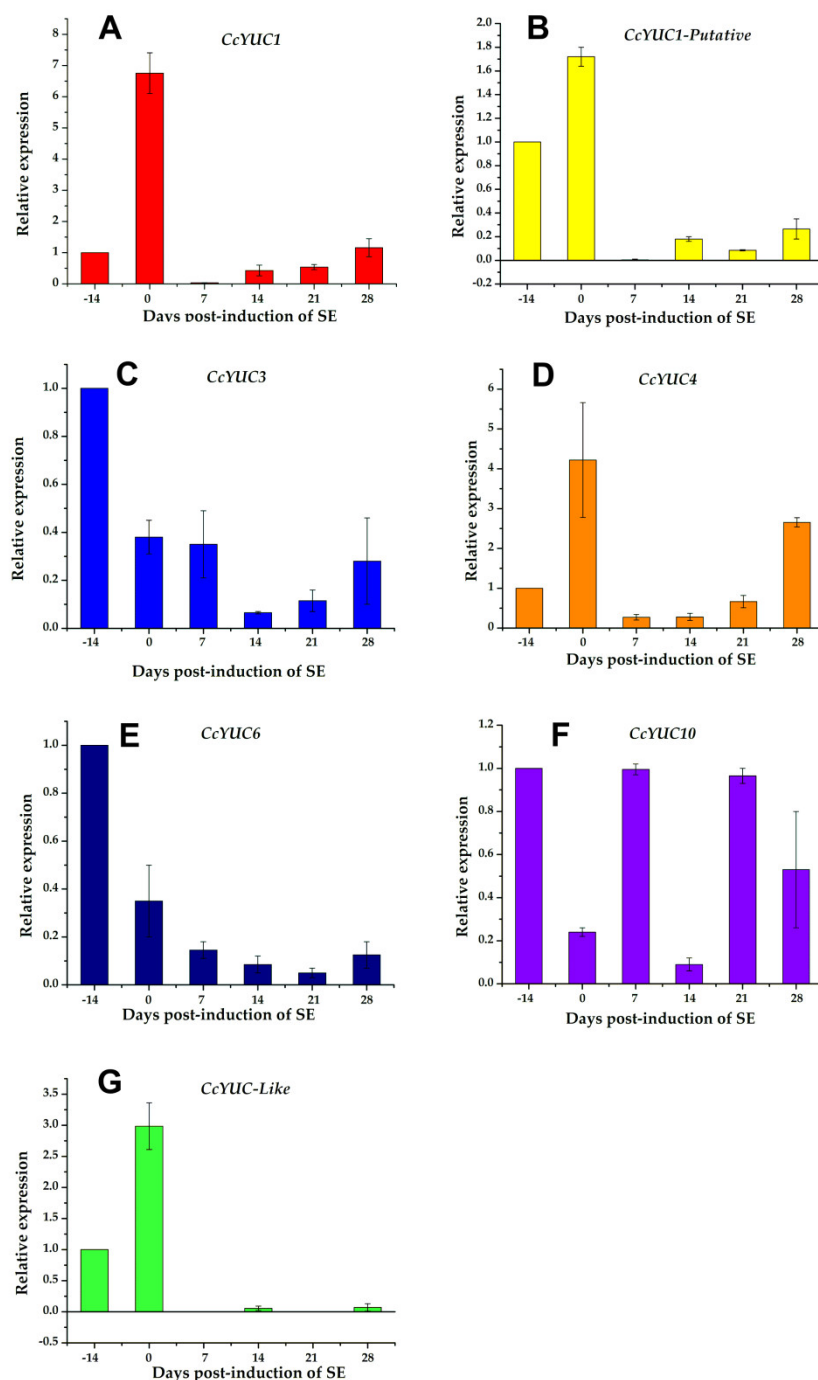 A
CcYUC1
8
7
6
5
4
3
2
1
0
Relative expression
-14 0 7 14 21 28
Days post-induction of SE
B
CcYUC1-Putative
2.0
1.8
1.6
1.4
1.2
1.0
0.8
0.6
0.4
0.2
0.0
-0.2
Relative expression
-14 0 7 14 21 28
Days post-induction of SE
C
CcYUC3
1.0
0.8
0.6
0.4
0.2
0.0
Relative expression
-14 0 7 14 21 28
Days post-induction of SE
D
CcYUC4
6
5
4
3
2
1
0
Relative expression
-14 0 7 14 21 28
Days post-induction of SE
E
CcYUC6
1.0
0.8
0.6
0.4
0.2
0.0
Relative expression
-14 0 7 14 21 28
Days post-induction of SE
F
CcYUC10
1.2
1.0
0.8
0.6
0.4
0.2
0.0
Relative expression
-14 0 7 14 21 28
Days post-induction of SE
G
CcYUC-Like
3.5
3.0
2.5
2.0
1.5
1.0
0.5
0.0
-0.5
Relative expression
-14 0 7 14 21 28
Days post-induction of SE